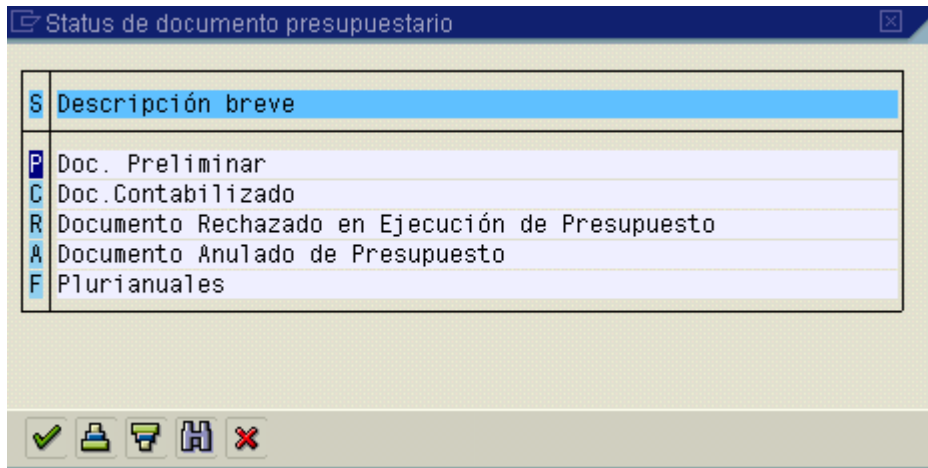 Status de documento presupuestario
S Descripción breve
P Doc. Preliminar
C Doc.Contabilizado
R Documento Rechazado en Ejecución de Presupuesto
A Documento Anulado de Presupuesto
F Plurianuales